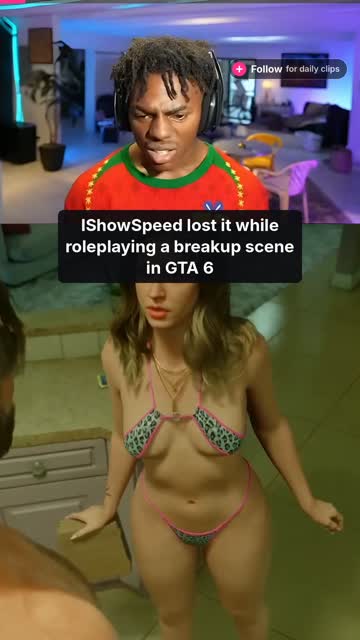 Follow for daily clips
IShowSpeed lost it while
roleplaying a breakup scene
in GTA 6